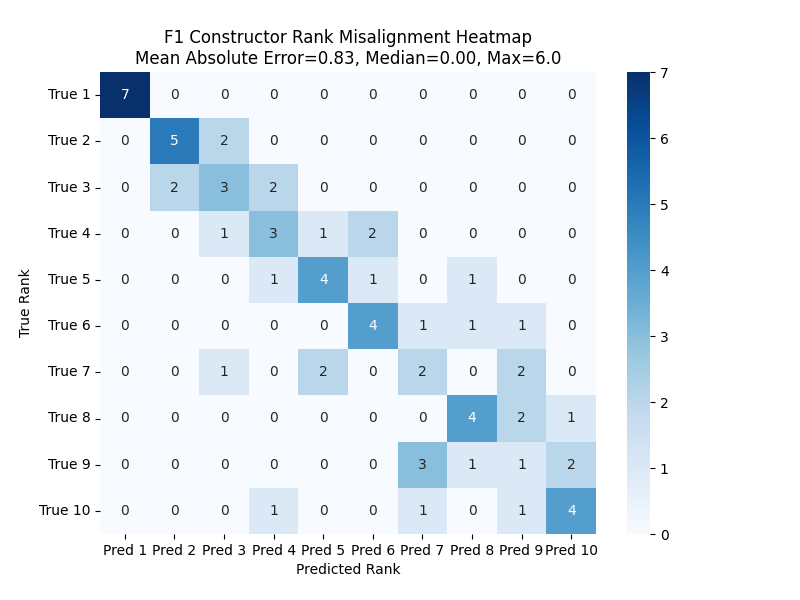 F1 Constructor Rank Misalignment Heatmap
Mean Absolute Error=0.83, Median=0.00, Max=6.0
True 1 7 0 0 0 0 0 0 0 0 0
True 2 0 5 2 0 0 0 0 0 0 0
True 3 0 2 3 2 0 0 0 0 0 0
True 4 0 0 1 3 1 2 0 0 0 0
True 5 0 0 0 1 4 1 0 1 0 0
True 6 0 0 0 0 0 4 1 1 1 0
True 7 0 0 1 0 2 0 2 0 2 0
True 8 0 0 0 0 0 0 0 4 2 1
True 9 0 0 0 0 0 0 3 1 1 2
True 10 0 0 0 1 0 0 1 0 1 4
Pred 1 Pred 2 Pred 3 Pred 4 Pred 5 Pred 6 Pred 7 Pred 8 Pred 9 Pred 10
Predicted Rank
True Rank
7
6
5
4
3
2
1
0